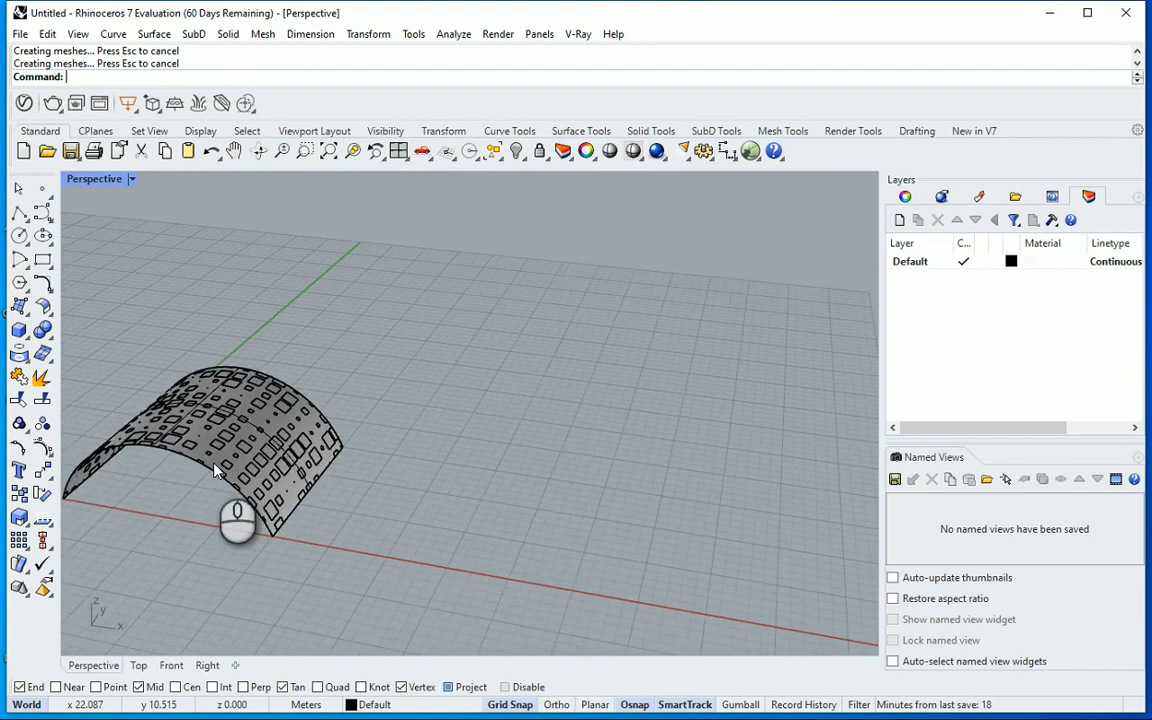 Untitled - Rhinoceros 7 Evaluation (60 Days Remaining) - [Perspective]
File Edit View Curve Surface SubD Solid Mesh Dimension Transform Tools Analyze Render Panels V-Ray Help
Creating meshes... Press Esc to cancel
Creating meshes... Press Esc to cancel
Command:
Standard CPlanes Set View Display Select Viewport Layout Visibility Transform Curve Tools Surface Tools Solid Tools SubD Tools Mesh Tools Render Tools Drafting New in V7
Perspective
Layers
Layer C... Material Linetype
Default Continuous
Named Views
No named views have been saved
Auto-update thumbnails
Restore aspect ratio
Show named view widget
Lock named view
Auto-select named view widgets
z
y
x
Perspective Top Front Right
End Near Point Mid Cen Int Perp Tan Quad Knot Vertex Project Disable
World x 22.087 y 10.515 z 0.000 Meters Default Grid Snap Ortho Planar Osnap SmartTrack Gumball Record History Filter Minutes from last save: 18